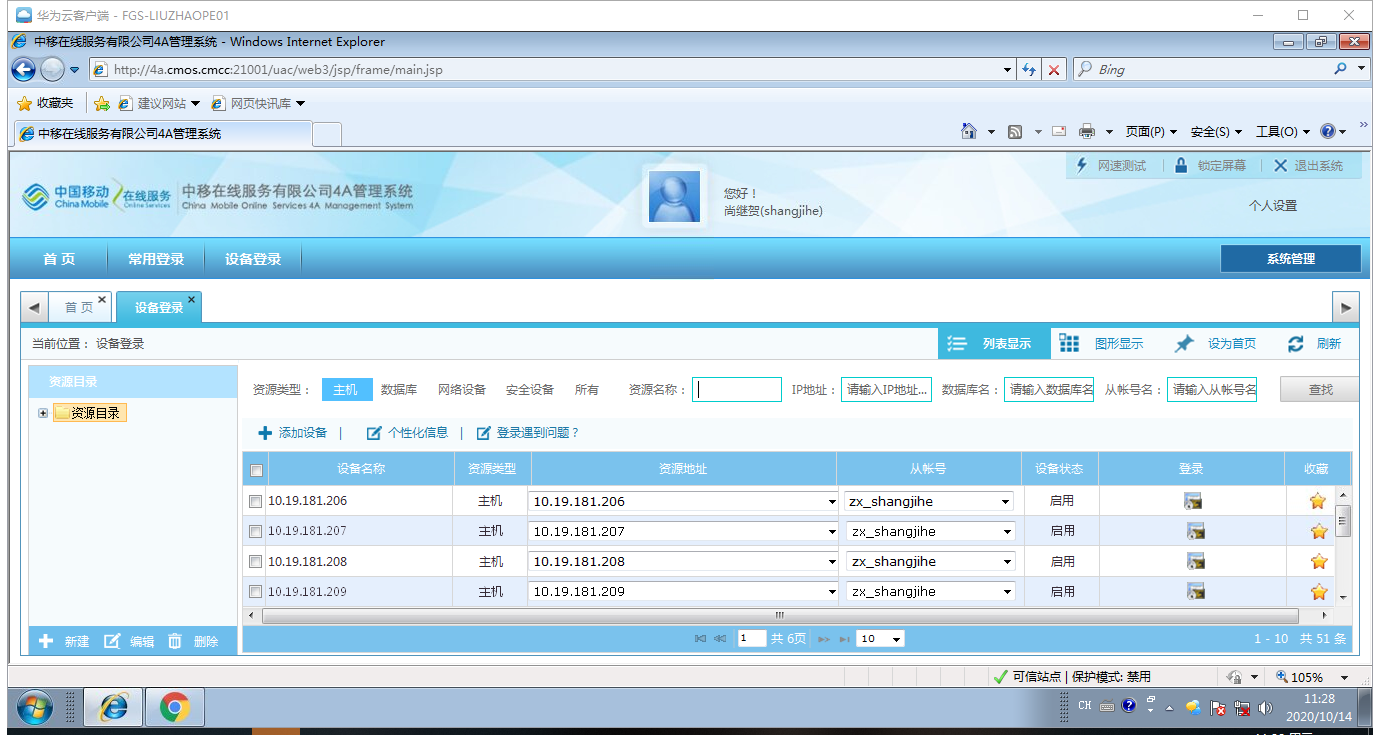 华为云客户端 - FGS-LIUZHAOPE01
中移在线服务有限公司4A管理系统 - Windows Internet Explorer
http://4a.cmos.cmcc:21001/uac/web3/jsp/frame/main.jsp
Bing
收藏夹 建议网站 网页快讯库
中移在线服务有限公司4A管理系统
页面(P) 安全(S) 工具(O)
网速测试 锁定屏幕 退出系统
中国移动 China Mobile 在线服务 Online Services
中移在线服务有限公司4A管理系统
China Mobile Online Services 4A Management System
您好！
尚继贺(shangjihe)
个人设置
首 页 常用登录 设备登录 系统管理
首 页 设备登录
当前位置： 设备登录 列表显示 图形显示 设为首页 刷新
资源目录
资源目录
资源类型： 主机 数据库 网络设备 安全设备 所有 资源名称： IP地址： 请输入IP地址... 数据库名： 请输入数据库名 从帐号名： 请输入从帐号名 查找
添加设备 | 个性化信息 | 登录遇到问题？
设备名称 资源类型 资源地址 从帐号 设备状态 登录 收藏
10.19.181.206 主机 10.19.181.206 zx_shangjihe 启用
10.19.181.207 主机 10.19.181.207 zx_shangjihe 启用
10.19.181.208 主机 10.19.181.208 zx_shangjihe 启用
10.19.181.209 主机 10.19.181.209 zx_shangjihe 启用
新建 编辑 删除
1 共 6页 10 1 - 10 共 51 条
可信站点 | 保护模式: 禁用 105%
CH 11:28
2020/10/14